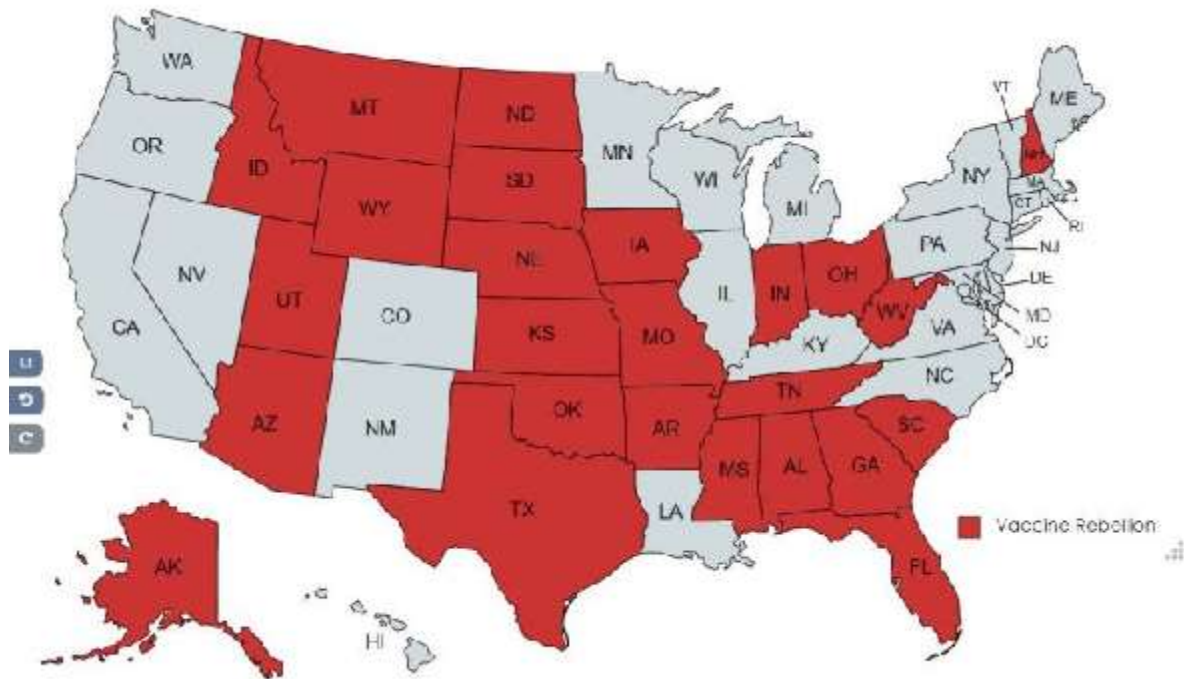 WA
VT
ME
MT
ND
OR
MN
ID
SD
WI
NY
NH
MA
WY
MI
CT
RI
IA
PA
NJ
NE
NV
OH
DE
UT
IL
IN
CA
CO
WV
MD
KS
MO
VA
DC
KY
NC
TN
OK
AZ
NM
AR
SC
MS
AL
GA
TX
LA
Vaccine Rebellion
AK
FL
HI